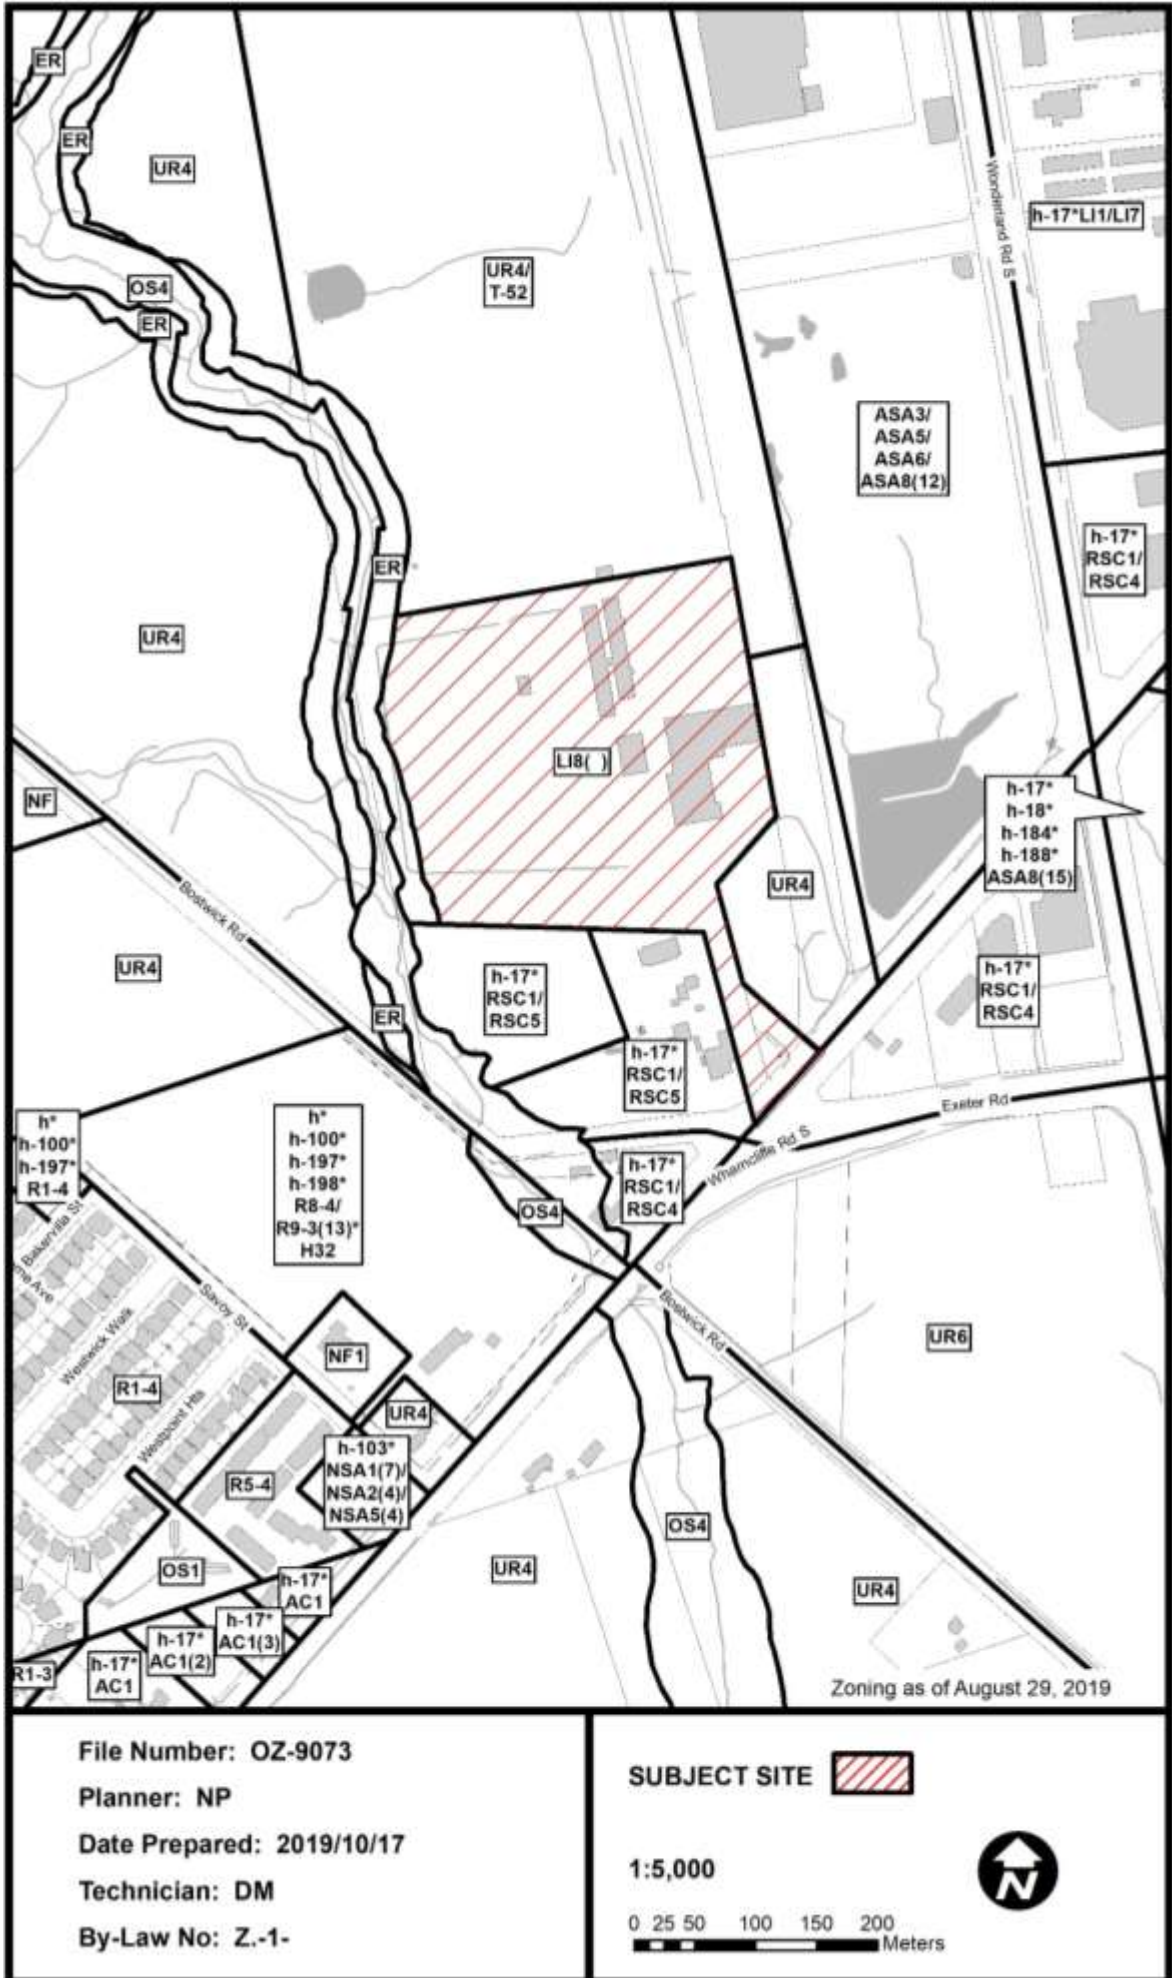 ER
ER
UR4
Wonderland Rd S
h-17*LI1/LI7
UR4/
T-52
OS4
ER
ASA3/
ASA5/
ASA6/
ASA8(12)
h-17*
RSC1/
RSC4
ER
UR4
LI8( )
NF
h-17*
h-18*
h-184*
h-188*
ASA8(15)
UR4
Bostwick Rd
UR4
h-17*
RSC1/
RSC5
h-17*
RSC1/
RSC4
ER
h-17*
RSC1/
RSC5
Exeter Rd
h*
h-100*
h-197*
R1-4
h*
h-100*
h-197*
h-198*
R8-4/
R9-3(13)*
H32
Wharncliffe Rd S
h-17*
RSC1/
RSC4
OS4
Bakervilla St
me Ave
Savoy St
Westwick Walk
Bostwick Rd
UR6
NF1
R1-4
Westpoint Hts
UR4
h-103*
NSA1(7)/
NSA2(4)/
NSA5(4)
R5-4
OS4
OS1
UR4
UR4
h-17*
AC1
h-17*
AC1(3)
h-17*
AC1(2)
h-17*
AC1
R1-3
Zoning as of August 29, 2019
File Number: OZ-9073
Planner: NP
Date Prepared: 2019/10/17
Technician: DM
By-Law No: Z.-1-
SUBJECT SITE
1:5,000
N
0 25 50 100 150 200
Meters